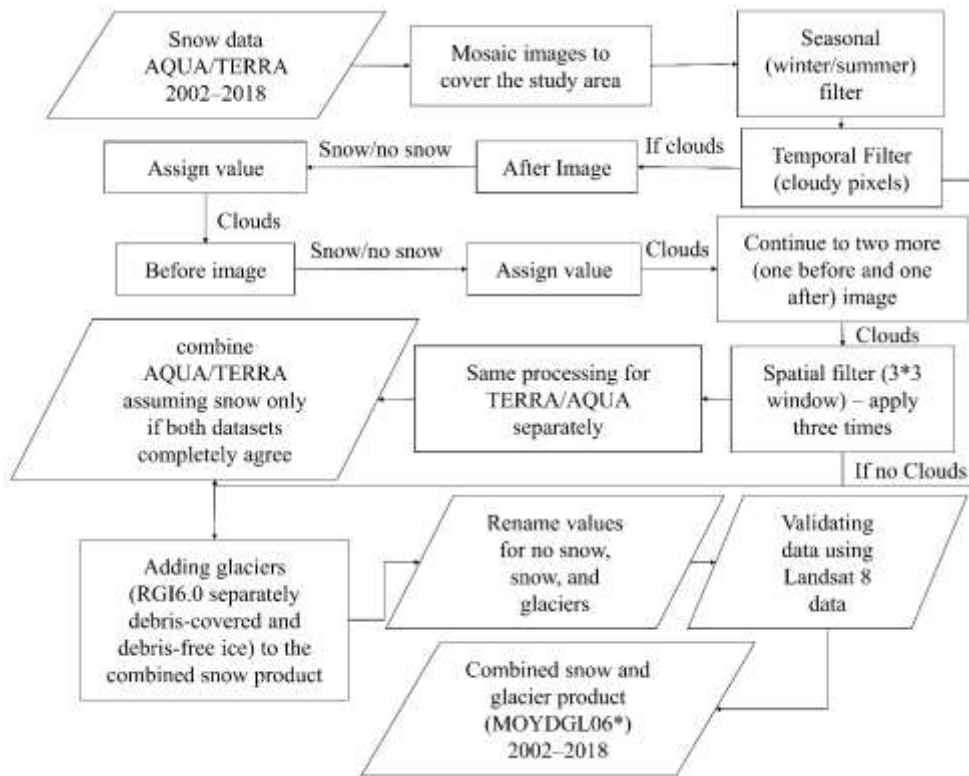 Snow data
AQUA/TERRA
2002–2018
Mosaic images to
cover the study area
Seasonal
(winter/summer)
filter
If clouds
Temporal Filter
(cloudy pixels)
After Image
Snow/no snow
Assign value
Clouds
Before image
Snow/no snow
Assign value
Clouds
Continue to two more
(one before and one
after) image
Clouds
Spatial filter (3*3
window) – apply
three times
Same processing for
TERRA/AQUA
separately
combine
AQUA/TERRA
assuming snow only
if both datasets
completely agree
If no Clouds
Adding glaciers
(RGI6.0 separately
debris-covered and
debris-free ice) to the
combined snow product
Rename values
for no snow,
snow, and
glaciers
Validating
data using
Landsat 8
data
Combined snow and
glacier product
(MOYDGL06*)
2002–2018